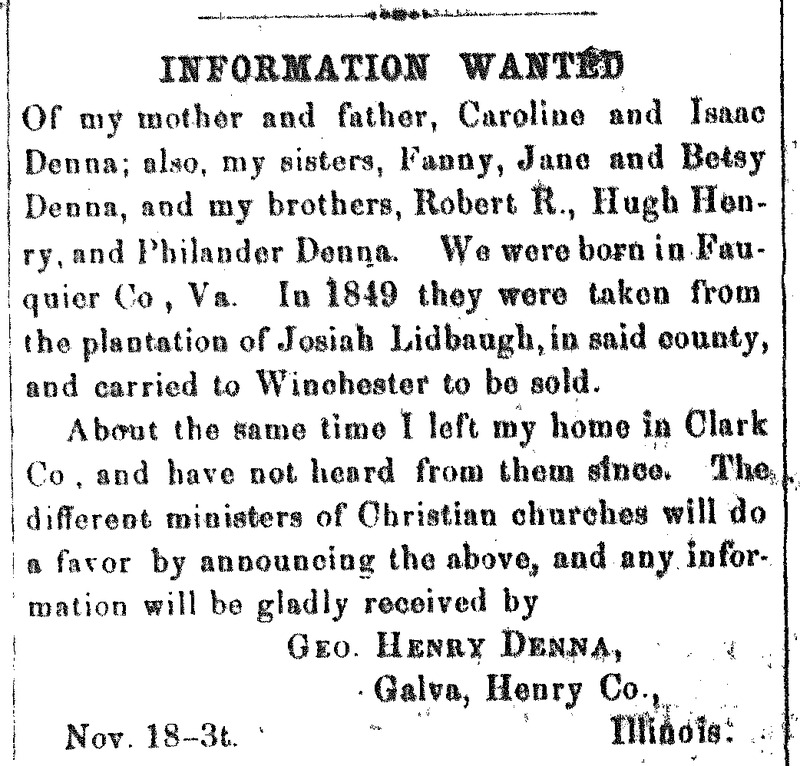 INFORMATION WANTED
Of my mother and father, Caroline and Isaac
Denna; also, my sisters, Fanny, Jane and Betsy
Denna, and my brothers, Robert R., Hugh Hen-
ry, and Philander Denna. We were born in Fau-
quier Co, Va. In 1849 they were taken from
the plantation of Josiah Lidbaugh, in said county,
and carried to Winchester to be sold.
About the same time I left my home in Clark
Co, and have not heard from them since. The
different ministers of Christian churches will do
a favor by announcing the above, and any infor-
mation will be gladly received by
GEO. HENRY DENNA,
Galva, Henry Co.,
Nov. 18-3t. Illinois.